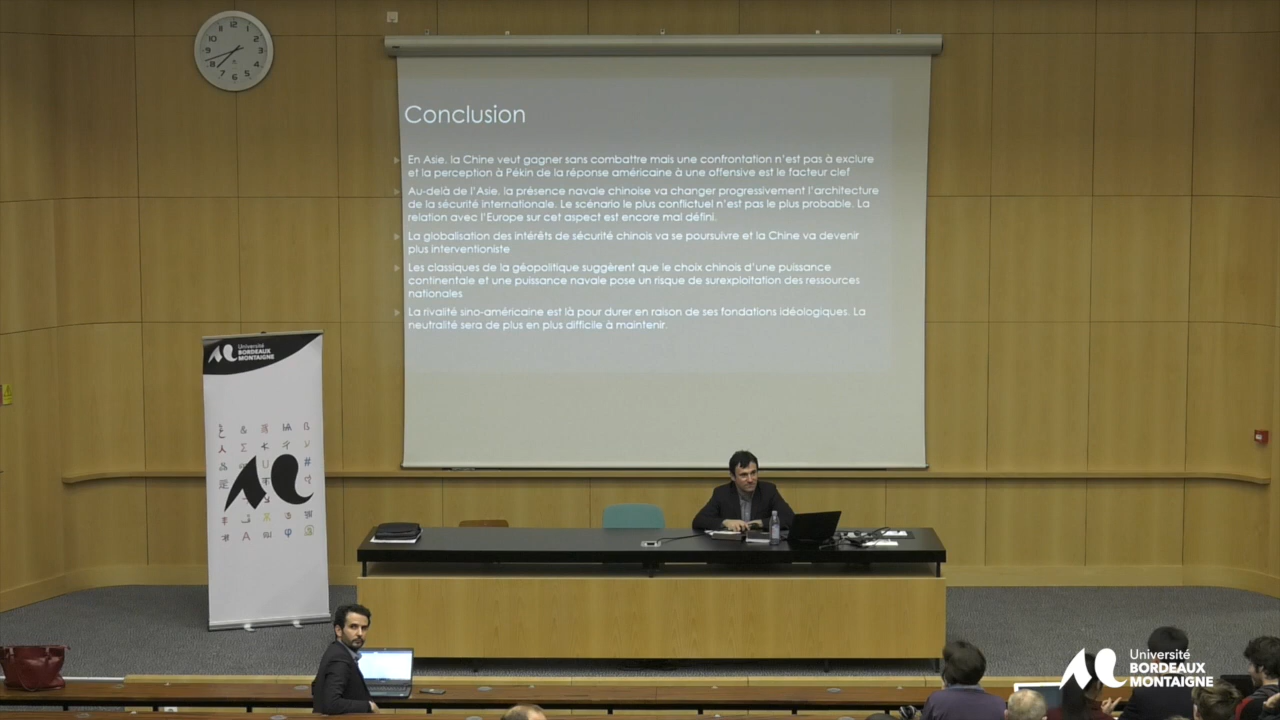 Conclusion
En Asie, la Chine veut gagner sans combattre mais une confrontation n'est pas à exclure
et la perception à Pékin de la réponse américaine à une offensive est le facteur clef
Au-delà de l'Asie, la présence navale chinoise va changer progressivement l'architecture
de la sécurité internationale. Le scénario le plus conflictuel n'est pas le plus probable. La
relation avec l'Europe sur cet aspect est encore mal défini.
La globalisation des intérêts de sécurité chinois va se poursuivre et la Chine va devenir
plus interventioniste
Les classiques de la géopolitique suggèrent que le choix chinois d'une puissance
continentale et une puissance navale pose un risque de surexploitation des ressources
nationales
La rivalité sino-américaine est là pour durer en raison de ses fondations idéologiques. La
neutralité sera de plus en plus difficile à maintenir.
Université
BORDEAUX
MONTAIGNE
Université
BORDEAUX
MONTAIGNE